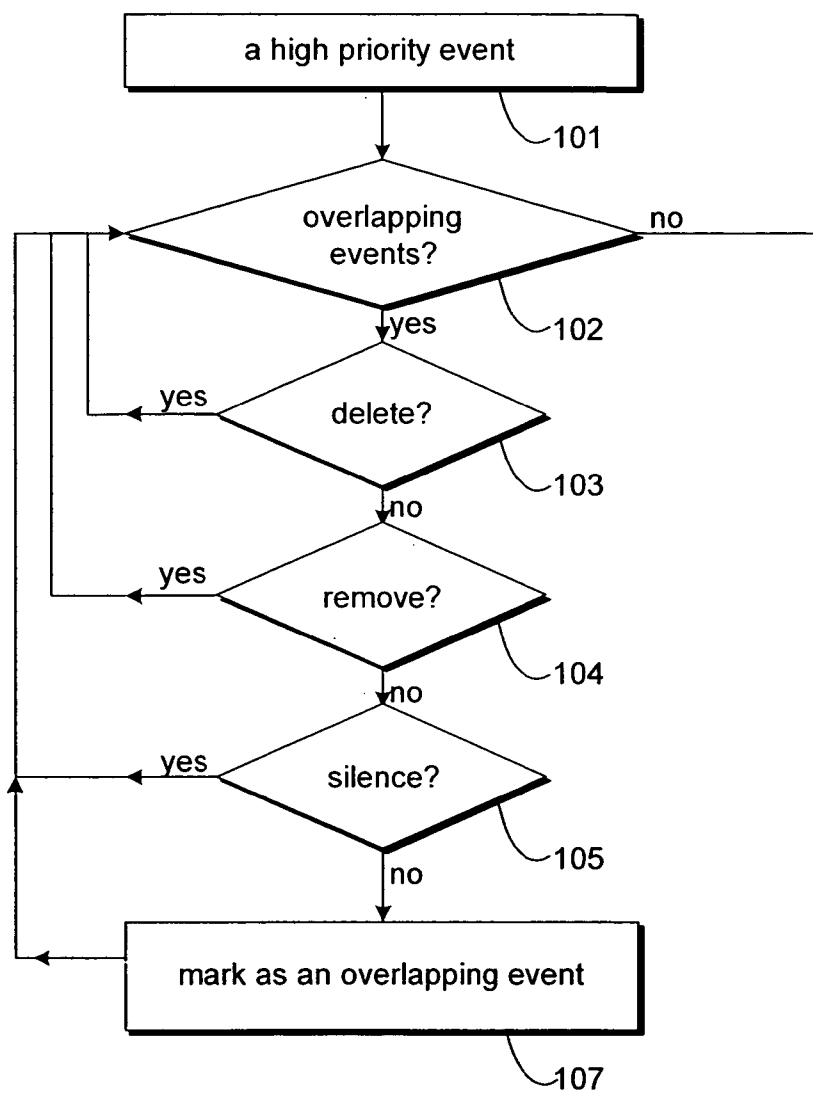 a high priority event
101
overlapping
events?
no
102
yes
delete?
yes
103
no
remove?
yes
104
no
silence?
yes
105
no
mark as an overlapping event
107